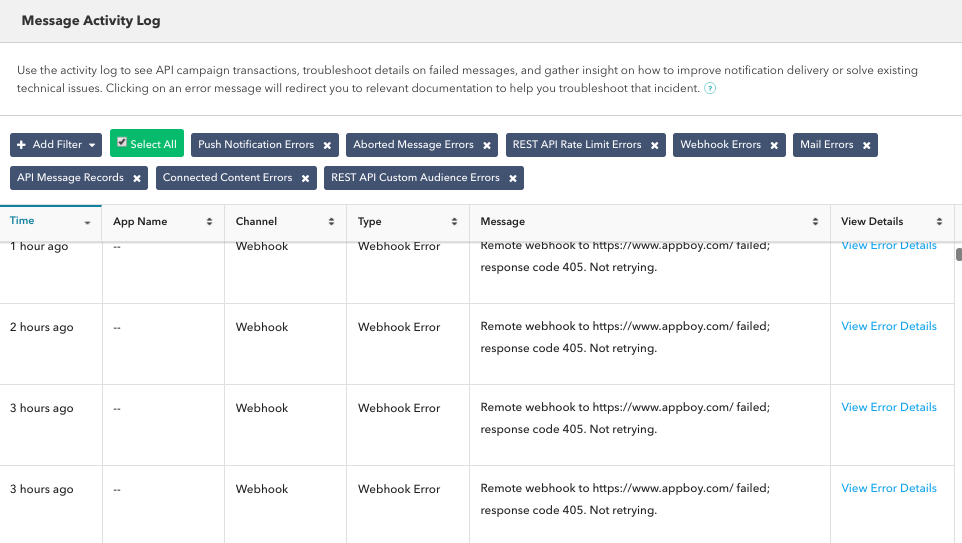 Message Activity Log
Use the activity log to see API campaign transactions, troubleshoot details on failed messages, and gather insight on how to improve notification delivery or solve existing
technical issues. Clicking on an error message will redirect you to relevant documentation to help you troubleshoot that incident. ?
+ Add Filter Select All Push Notification Errors × Aborted Message Errors × REST API Rate Limit Errors × Webhook Errors × Mail Errors ×
API Message Records × Connected Content Errors × REST API Custom Audience Errors ×
Time App Name Channel Type Message View Details
1 hour ago -- Webhook Webhook Error Remote webhook to https://www.appboy.com/ failed; View Error Details
response code 405. Not retrying.
2 hours ago -- Webhook Webhook Error Remote webhook to https://www.appboy.com/ failed; View Error Details
response code 405. Not retrying.
3 hours ago -- Webhook Webhook Error Remote webhook to https://www.appboy.com/ failed; View Error Details
response code 405. Not retrying.
3 hours ago -- Webhook Webhook Error Remote webhook to https://www.appboy.com/ failed; View Error Details
response code 405. Not retrying.